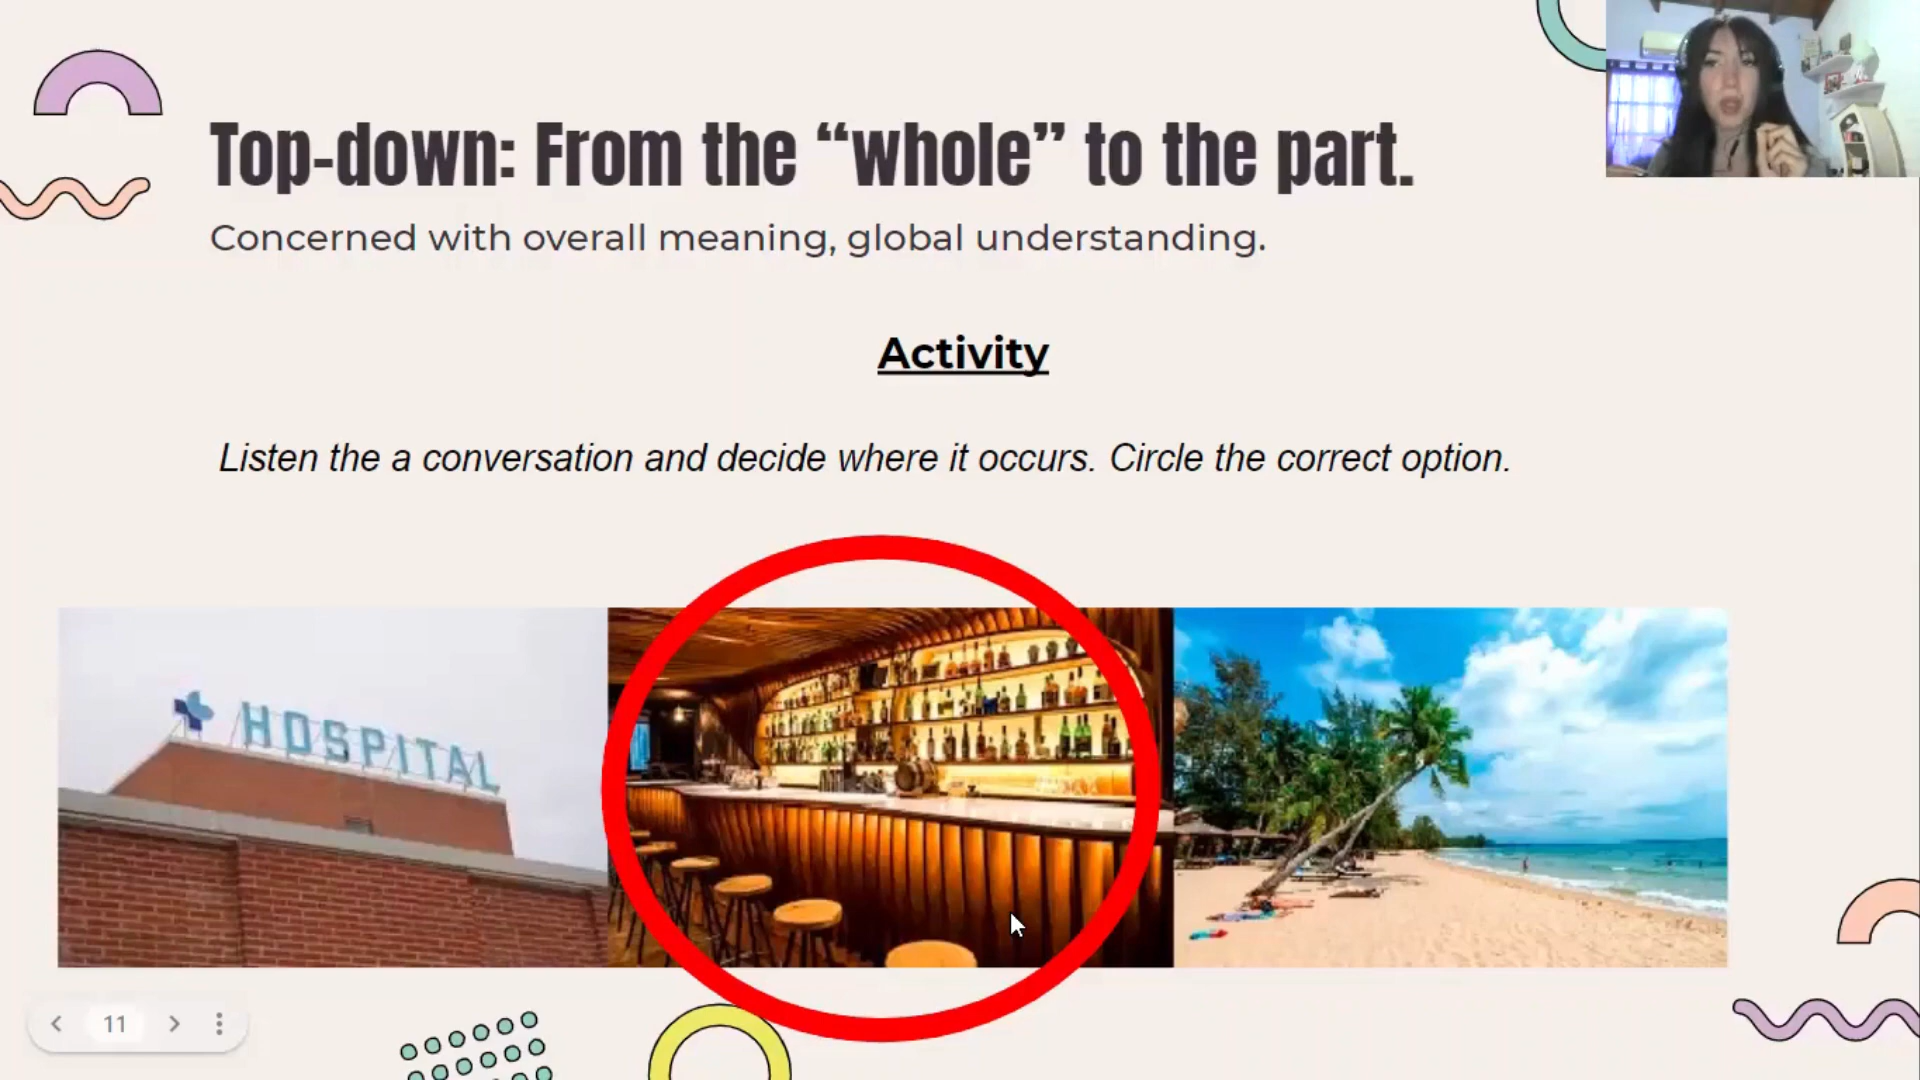 Top-down: From the “whole” to the part.
Concerned with overall meaning, global understanding.
Activity
Listen the a conversation and decide where it occurs. Circle the correct option.
HOSPITAL
11